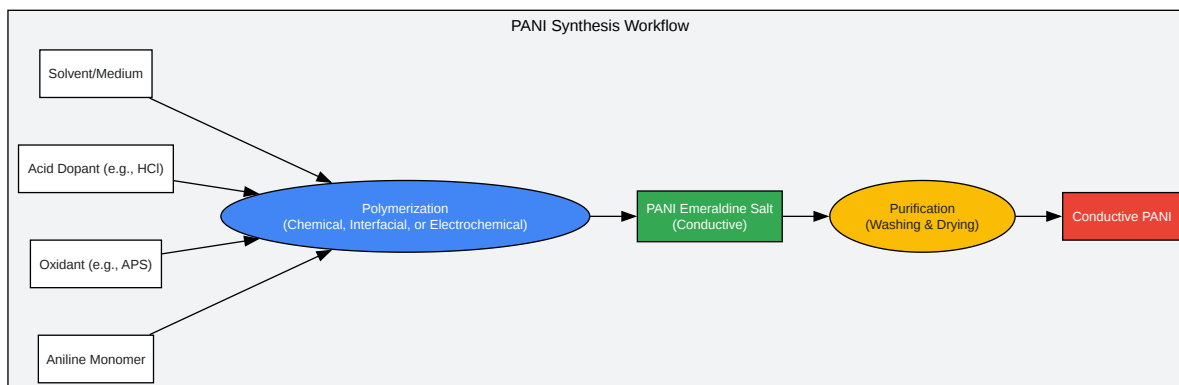 PANI Synthesis Workflow
Solvent/Medium
Acid Dopant (e.g., HCl)
Oxidant (e.g., APS)
Aniline Monomer
Polymerization
(Chemical, Interfacial, or Electrochemical)
PANI Emeraldine Salt
(Conductive)
Purification
(Washing & Drying)
Conductive PANI